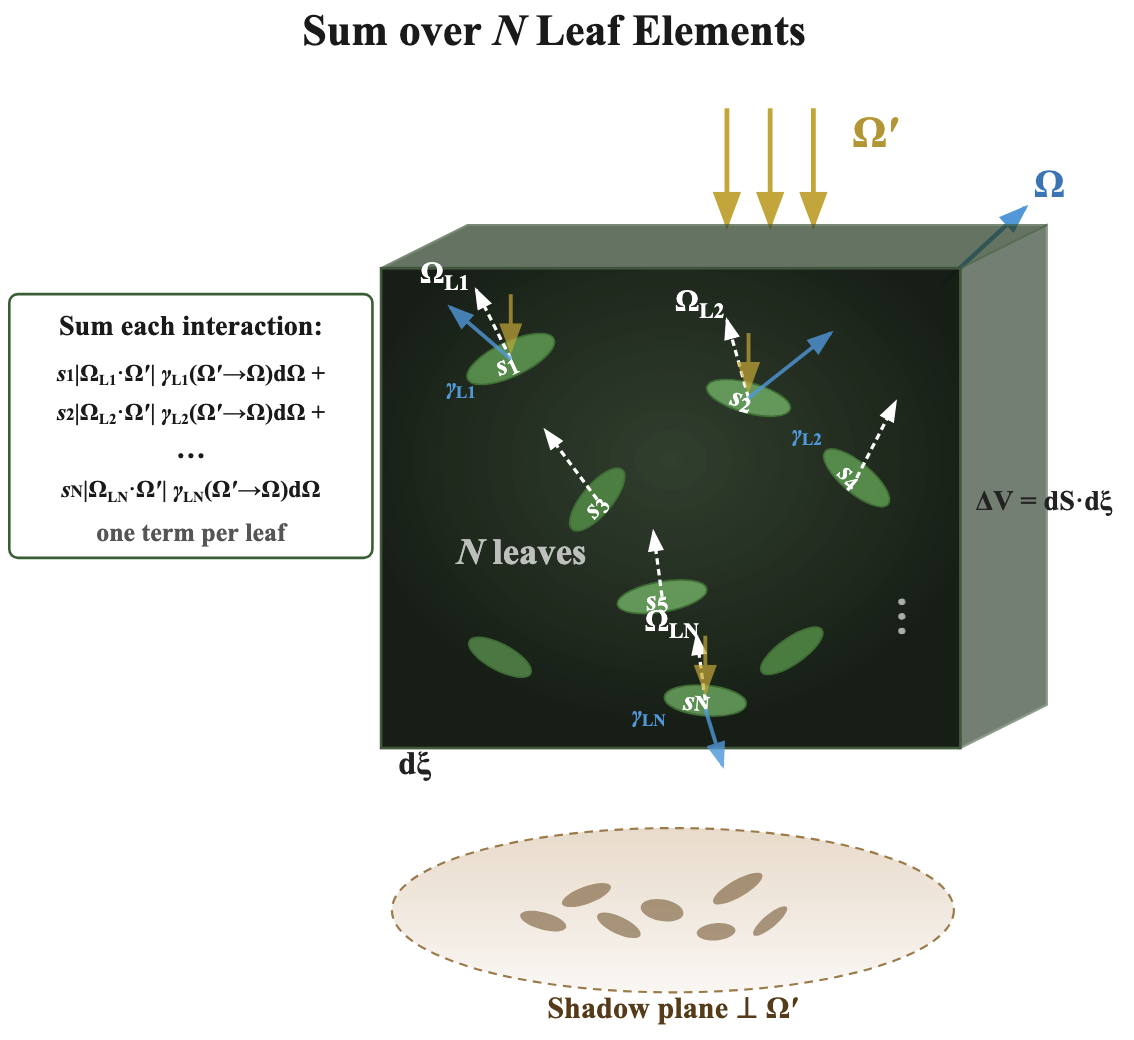 Sum over N Leaf Elements
Ω′
Ω
Sum each interaction:
s1|ΩL1·Ω′| γL1(Ω′→Ω)dΩ +
s2|ΩL2·Ω′| γL2(Ω′→Ω)dΩ +
…
sN|ΩLN·Ω′| γLN(Ω′→Ω)dΩ
one term per leaf
ΩL1
s1
γL1
ΩL2
s2
γL2
s4
s3
ΔV = dS·dξ
N leaves
s5
ΩLN
⋮
sN
γLN
dξ
Shadow plane ⊥ Ω′